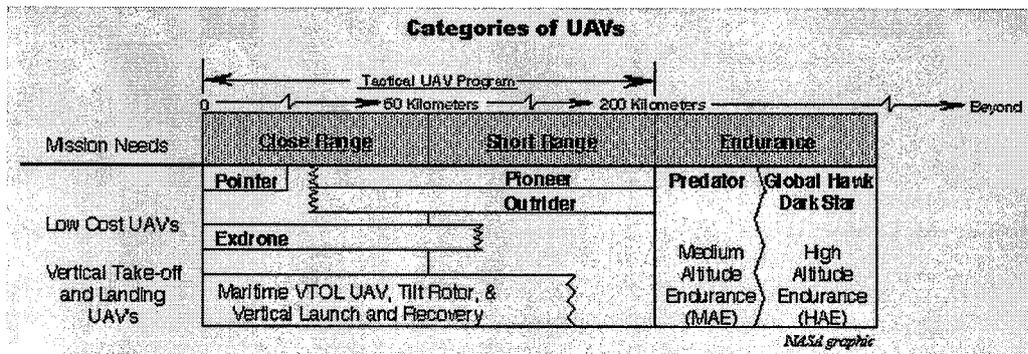 Categories of UAVs
Tactical UAV Program
0 50 Kilometers 200 Kilometers Beyond
Mission Needs Close Range Short Range Endurance
Pointer Pioneer Predator Global Hawk
Outrider Dark Star
Low Cost UAV's
Exdrone
Medium High
Vertical Take-off Altitude Altitude
and Landing Maritime VTOL UAV, Tilt Rotor, & Endurance Endurance
UAV's Vertical Launch and Recovery (MAE) (HAE)
NASA graphic